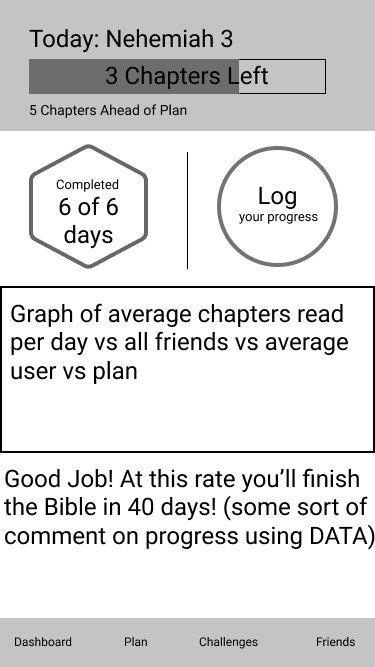 Today: Nehemiah 3
3 Chapters Left
5 Chapters Ahead of Plan
Completed
6 of 6
days
Log
your progress
Graph of average chapters read
per day vs all friends vs average
user vs plan
Good Job! At this rate you’ll finish
the Bible in 40 days! (some sort of
comment on progress using DATA)
Dashboard
Plan
Challenges
Friends